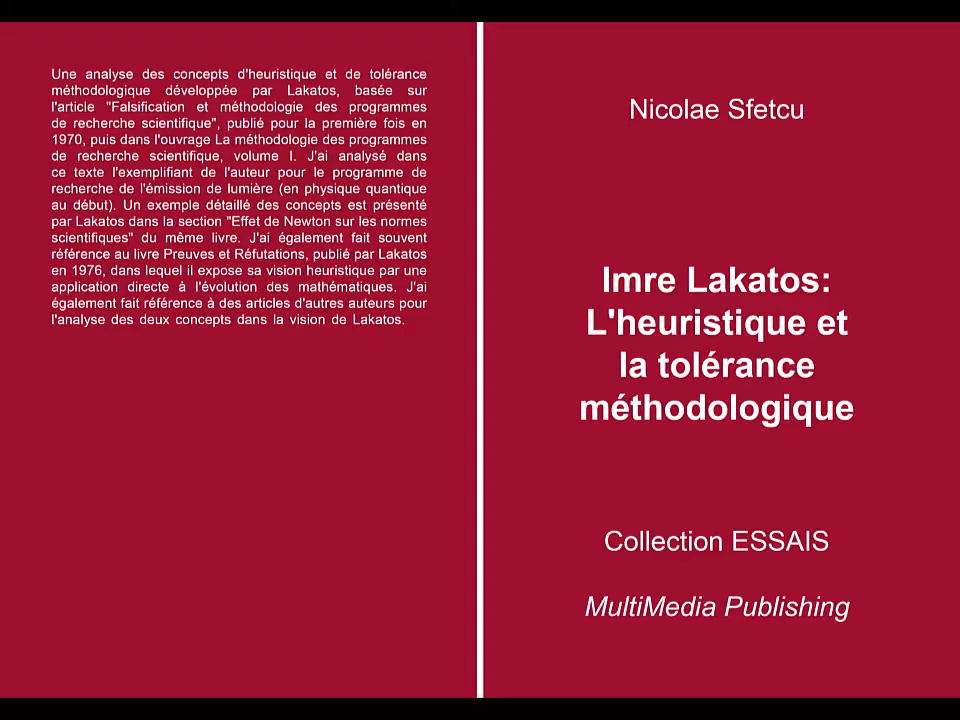 Une analyse des concepts d'heuristique et de tolérance
méthodologique développée par Lakatos, basée sur
l'article "Falsification et méthodologie des programmes
de recherche scientifique", publié pour la première fois en
1970, puis dans l'ouvrage La méthodologie des programmes
de recherche scientifique, volume I. J'ai analysé dans
ce texte l'exemplifiant de l'auteur pour le programme de
recherche de l'émission de lumière (en physique quantique
au début). Un exemple détaillé des concepts est présenté
par Lakatos dans la section "Effet de Newton sur les normes
scientifiques" du même livre. J'ai également fait souvent
référence au livre Preuves et Réfutations, publié par Lakatos
en 1976, dans lequel il expose sa vision heuristique par une
application directe à l'évolution des mathématiques. J'ai
également fait référence à des articles d'autres auteurs pour
l'analyse des deux concepts dans la vision de Lakatos.
Nicolae Sfetcu
Imre Lakatos:
L'heuristique et
la tolérance
méthodologique
Collection ESSAIS
MultiMedia Publishing